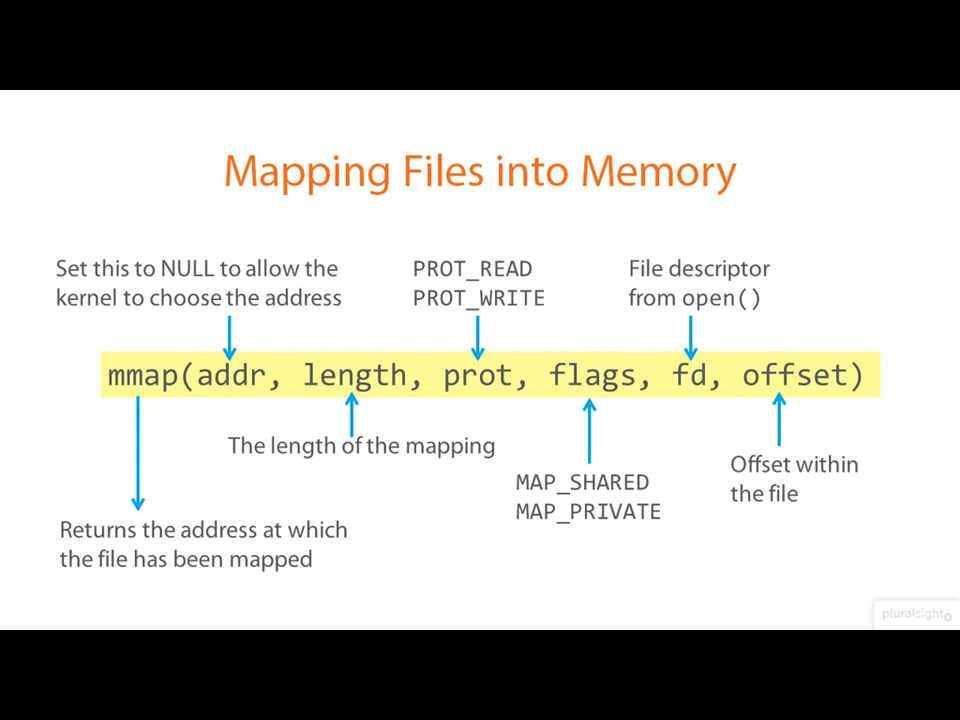 Mapping Files into Memory
Set this to NULL to allow the
kernel to choose the address
PROT_READ
PROT_WRITE
File descriptor
from open()
mmap(addr, length, prot, flags, fd, offset)
The length of the mapping
MAP_SHARED
MAP_PRIVATE
Offset within
the file
Returns the address at which
the file has been mapped
pluralsight